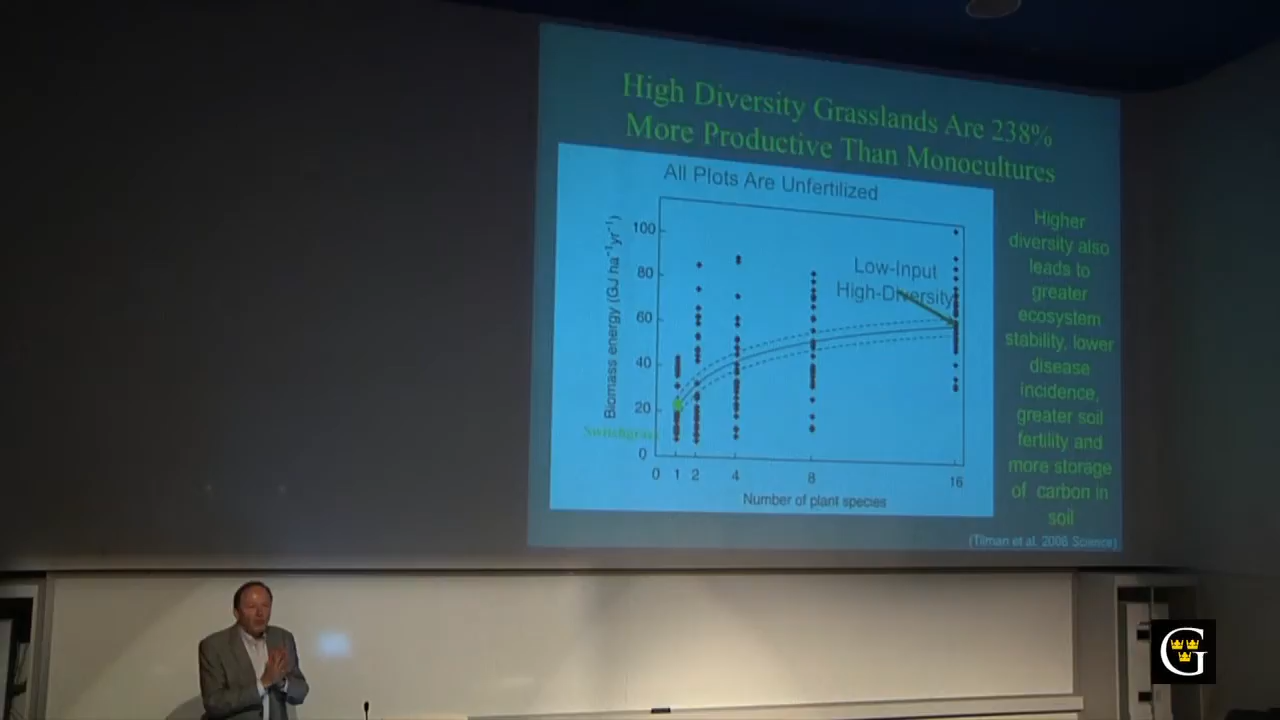 High Diversity Grasslands Are 238%
More Productive Than Monocultures
All Plots Are Unfertilized
100
80
60
40
20
0
Biomass energy (GJ ha⁻¹yr⁻¹)
Low-Input
High-Diversity
Switchgrass
0 1 2 4 8 16
Number of plant species
Higher
diversity also
leads to
greater
ecosystem
stability, lower
disease
incidence,
greater soil
fertility and
more storage
of carbon in
soil
(Tilman et al. 2006 Science)
G